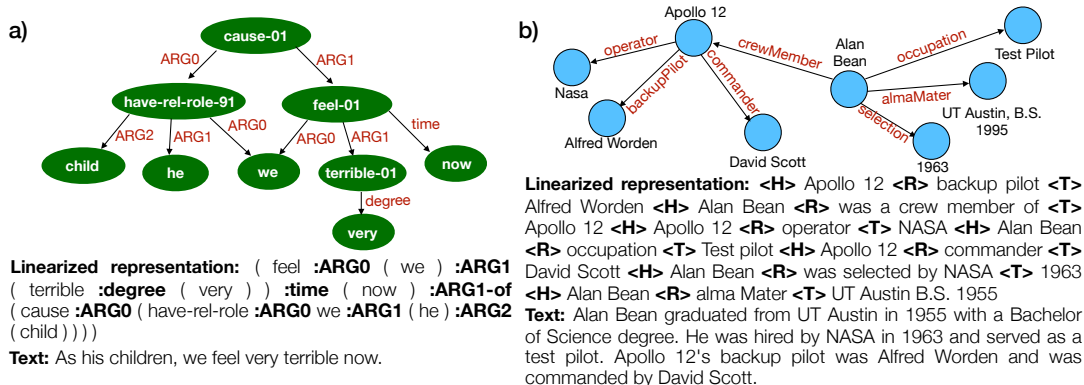 a)
cause-01
ARG0
ARG1
have-rel-role-91
feel-01
ARG2
ARG1
ARG0
ARG0
ARG1
time
child
he
we
terrible-01
now
degree
very
Linearized representation: ( feel :ARG0 ( we ) :ARG1
( terrible :degree ( very ) ) :time ( now ) :ARG1-of
( cause :ARG0 ( have-rel-role :ARG0 we :ARG1 ( he ) :ARG2
( child ) ) ) )
Text: As his children, we feel very terrible now.
b)
Apollo 12
operator
crewMember
Alan
Bean
occupation
Test Pilot
Nasa
backupPilot
commander
almaMater
UT Austin, B.S.
1995
selection
Alfred Worden
David Scott
1963
Linearized representation: <H> Apollo 12 <R> backup pilot <T>
Alfred Worden <H> Alan Bean <R> was a crew member of <T>
Apollo 12 <H> Apollo 12 <R> operator <T> NASA <H> Alan Bean
<R> occupation <T> Test pilot <H> Apollo 12 <R> commander <T>
David Scott <H> Alan Bean <R> was selected by NASA <T> 1963
<H> Alan Bean <R> alma Mater <T> UT Austin B.S. 1955
Text: Alan Bean graduated from UT Austin in 1955 with a Bachelor
of Science degree. He was hired by NASA in 1963 and served as a
test pilot. Apollo 12's backup pilot was Alfred Worden and was
commanded by David Scott.